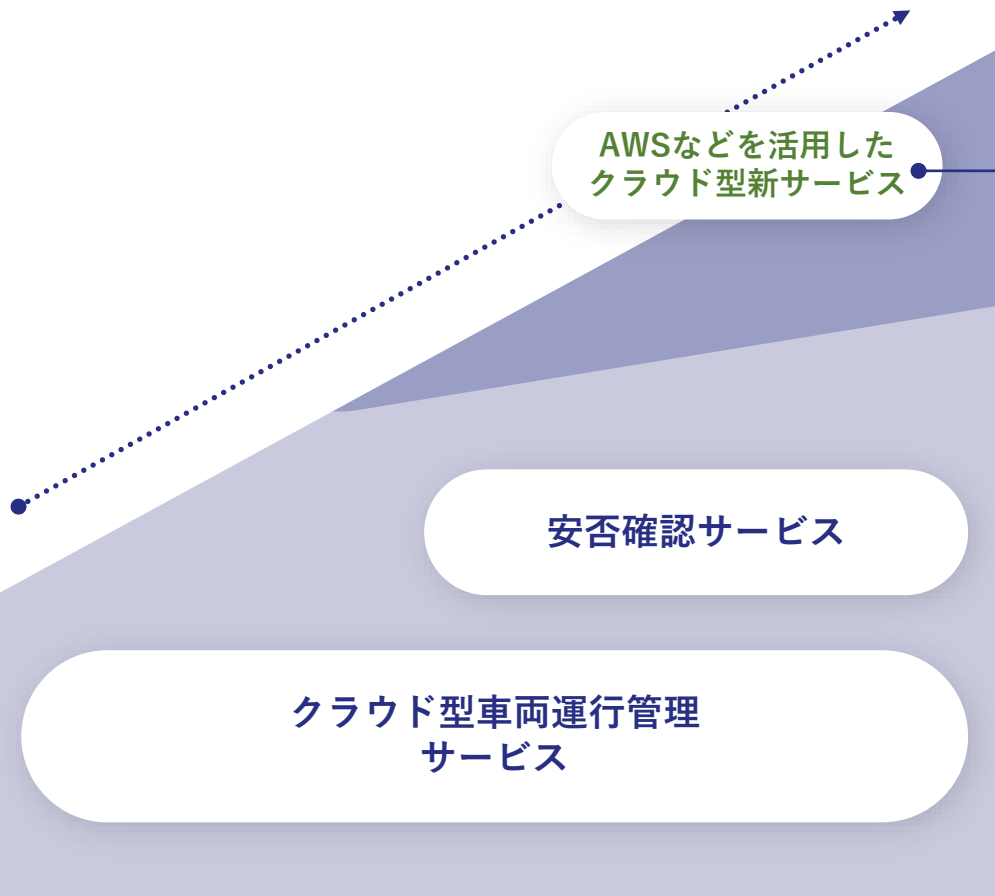 AWSなどを活用した
クラウド型新サービス
安否確認サービス
クラウド型車両運行管理
サービス